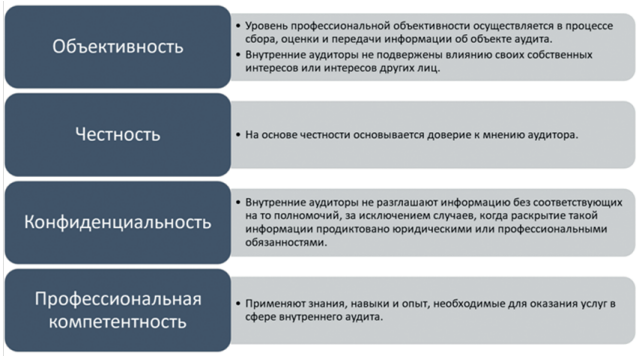 Объективность
• Уровень профессиональной объективности осуществляется в процессе
сбора, оценки и передачи информации об объекте аудита.
• Внутренние аудиторы не подвержены влиянию своих собственных
интересов или интересов других лиц.
Честность
• На основе честности основывается доверие к мнению аудитора.
Конфиденциальность
• Внутренние аудиторы не разглашают информацию без соответствующих
на то полномочий, за исключением случаев, когда раскрытие такой
информации продиктовано юридическими или профессиональными
обязанностями.
Профессиональная
компетентность
• Применяют знания, навыки и опыт, необходимые для оказания услуг в
сфере внутреннего аудита.